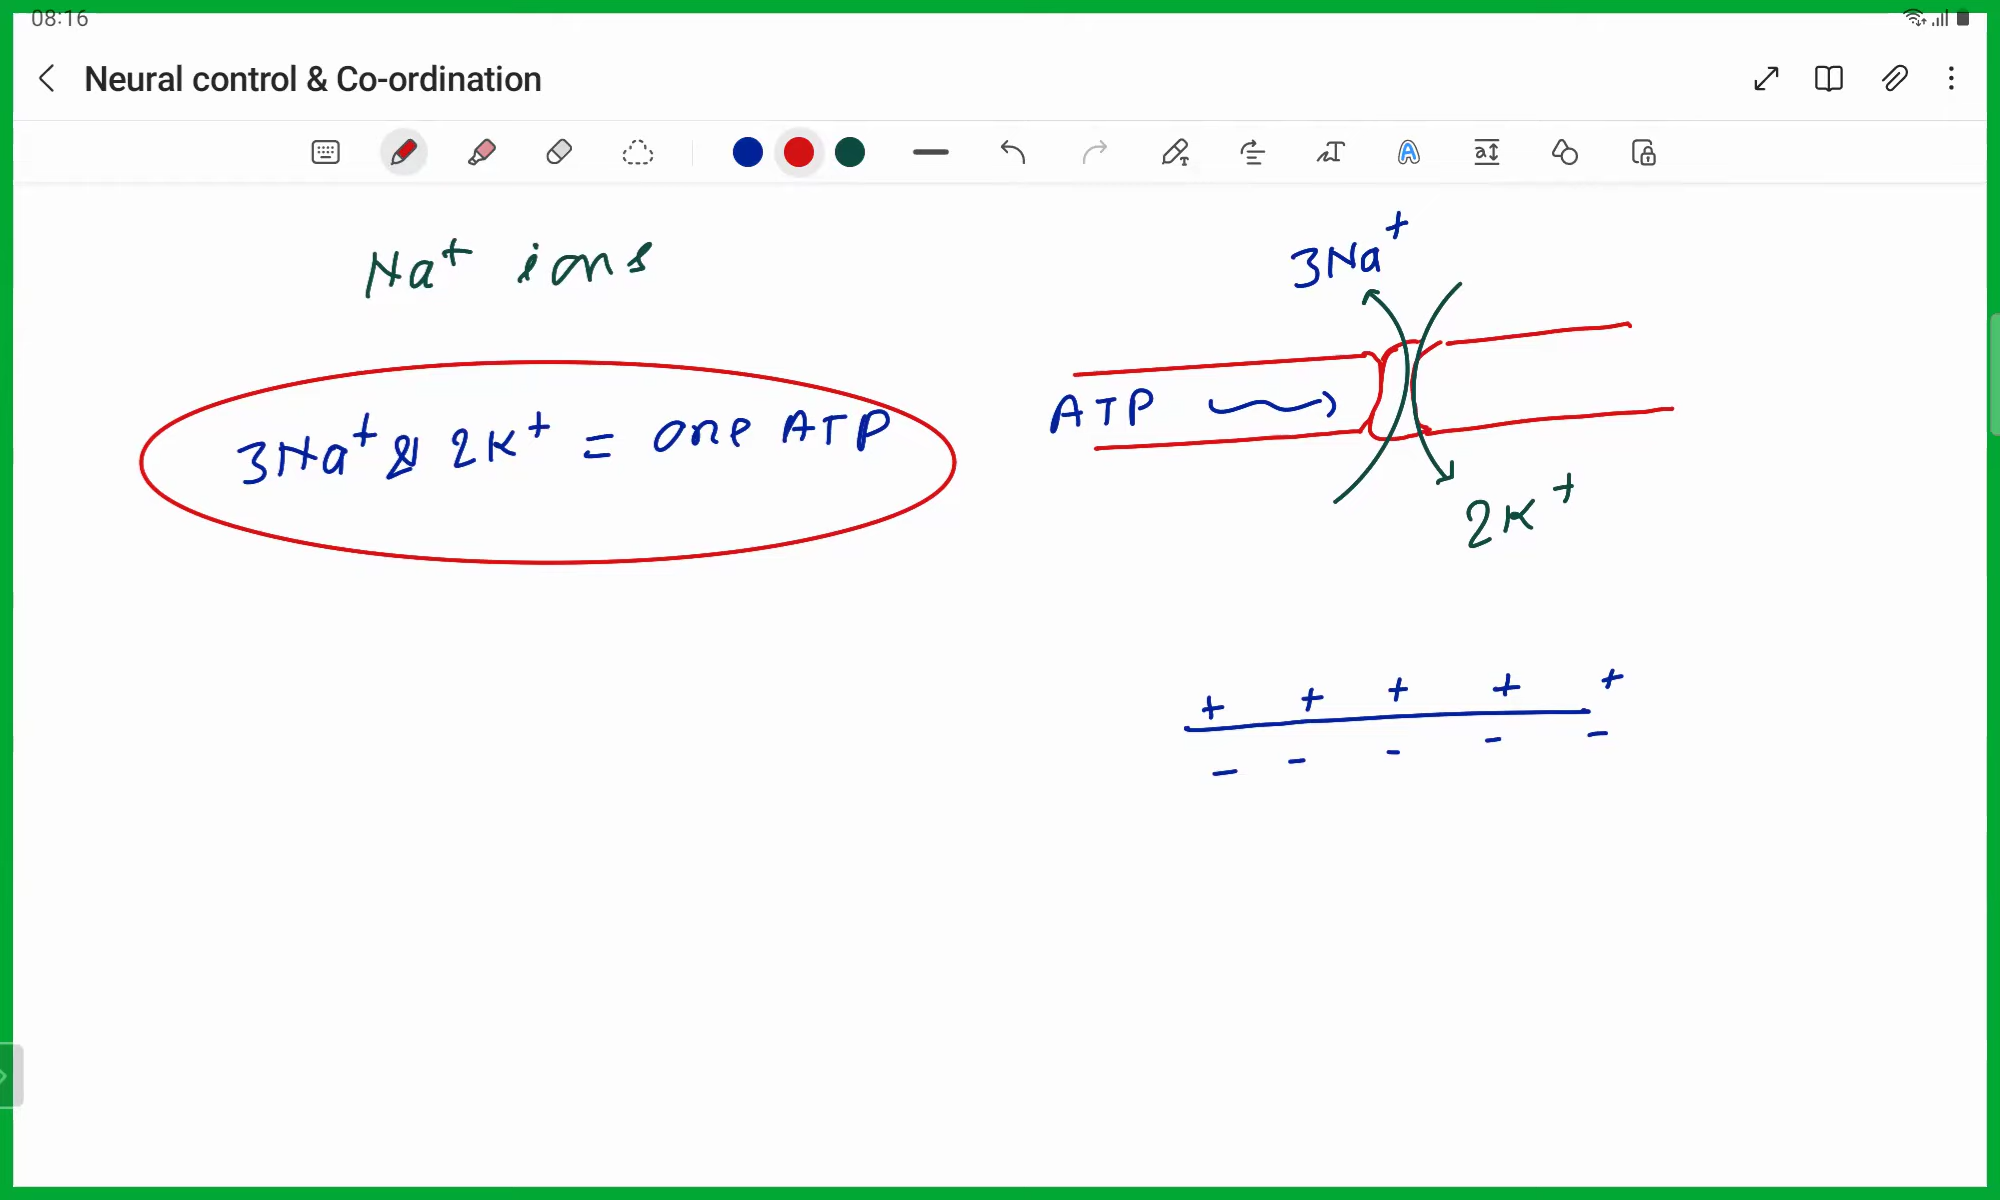 08:16
Neural control & Co-ordination
Na⁺ ions
3Na⁺ & 2K⁺ = one ATP
3Na⁺
ATP
2K⁺
+ + + + +
- - - - -